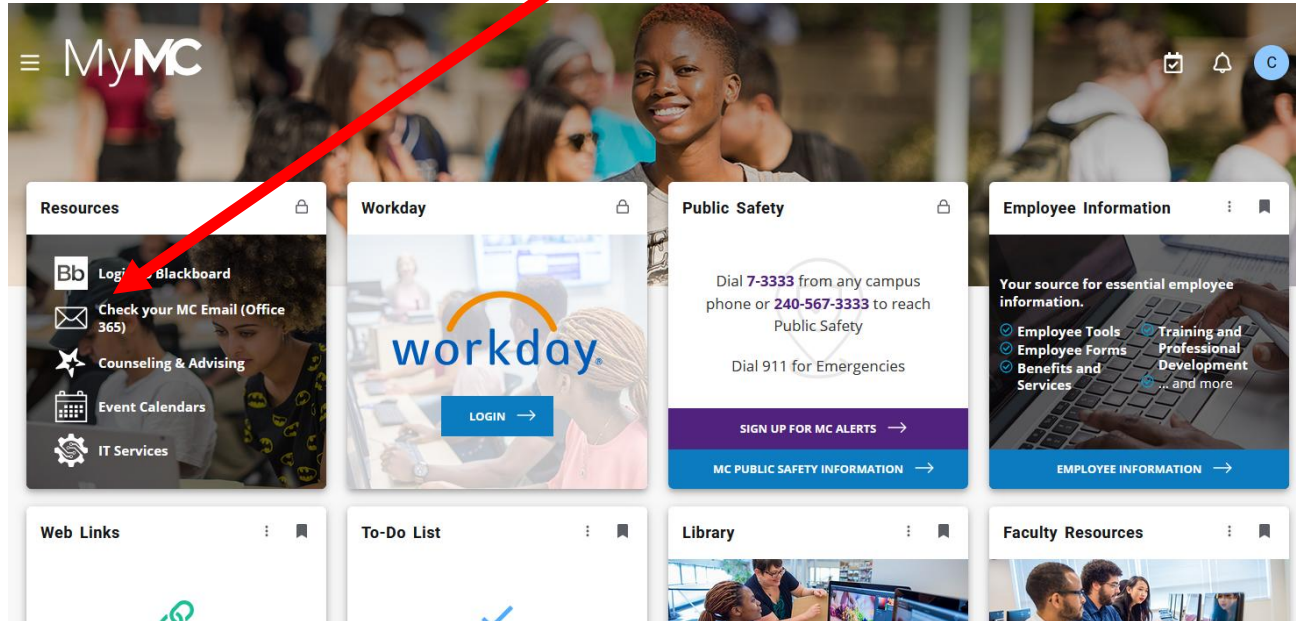 MyMC
C
Resources
Workday
Public Safety
Employee Information
Bb
Blackboard
Check your MC Email (Office
365)
Counseling & Advising
Event Calendars
IT Services
workday.
LOGIN →
Dial 7-3333 from any campus
phone or 240-567-3333 to reach
Public Safety
Dial 911 for Emergencies
SIGN UP FOR MC ALERTS →
MC PUBLIC SAFETY INFORMATION →
Your source for essential employee
information.
Employee Tools
Employee Forms
Benefits and
Services
Training and
Professional
Development
... and more
EMPLOYEE INFORMATION →
Web Links
To-Do List
Library
Faculty Resources